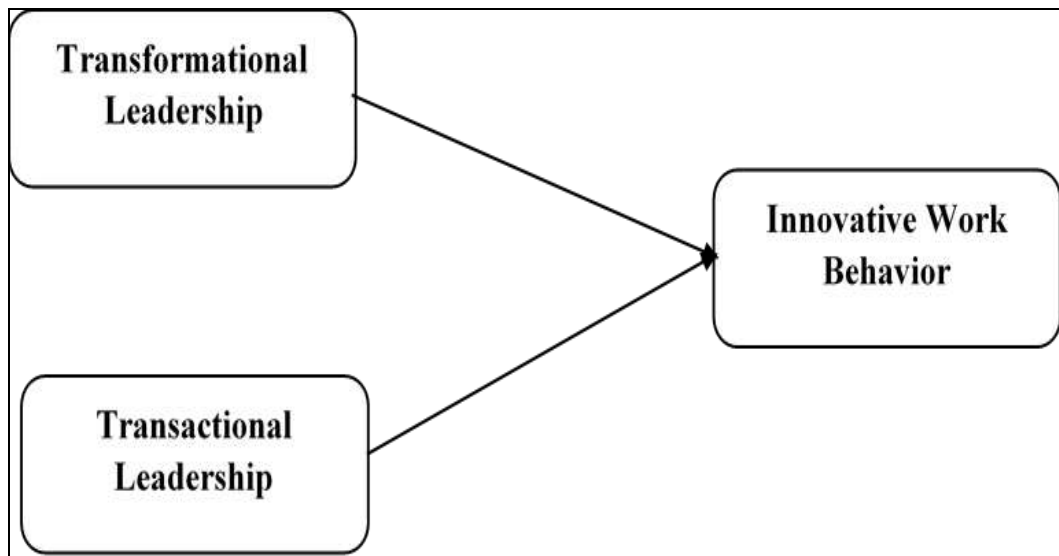 Transformational
Leadership
Innovative Work
Behavior
Transactional
Leadership